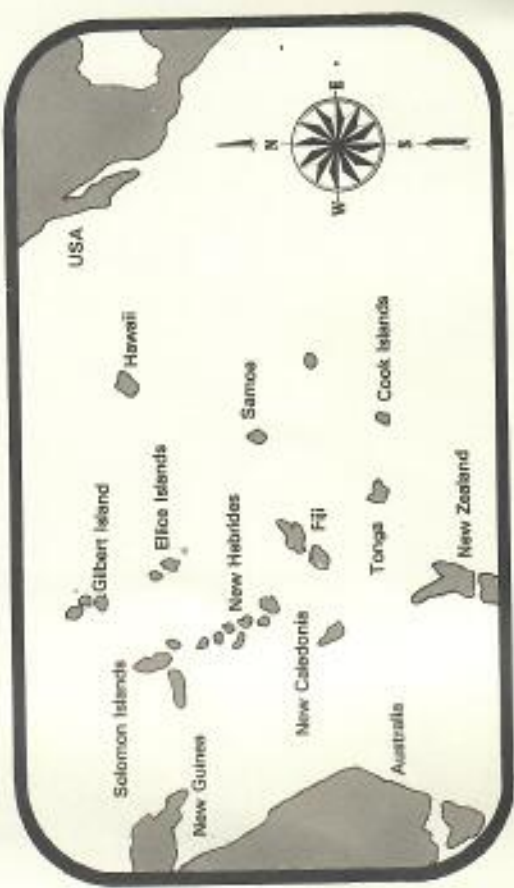 USA
Hawaii
Gilbert Island
Ellice Islands
Solomon Islands
New Guinea
New Hebrides
Samoa
Fiji
New Caledonia
Tonga
Cook Islands
Australia
New Zealand
N
E
S
W